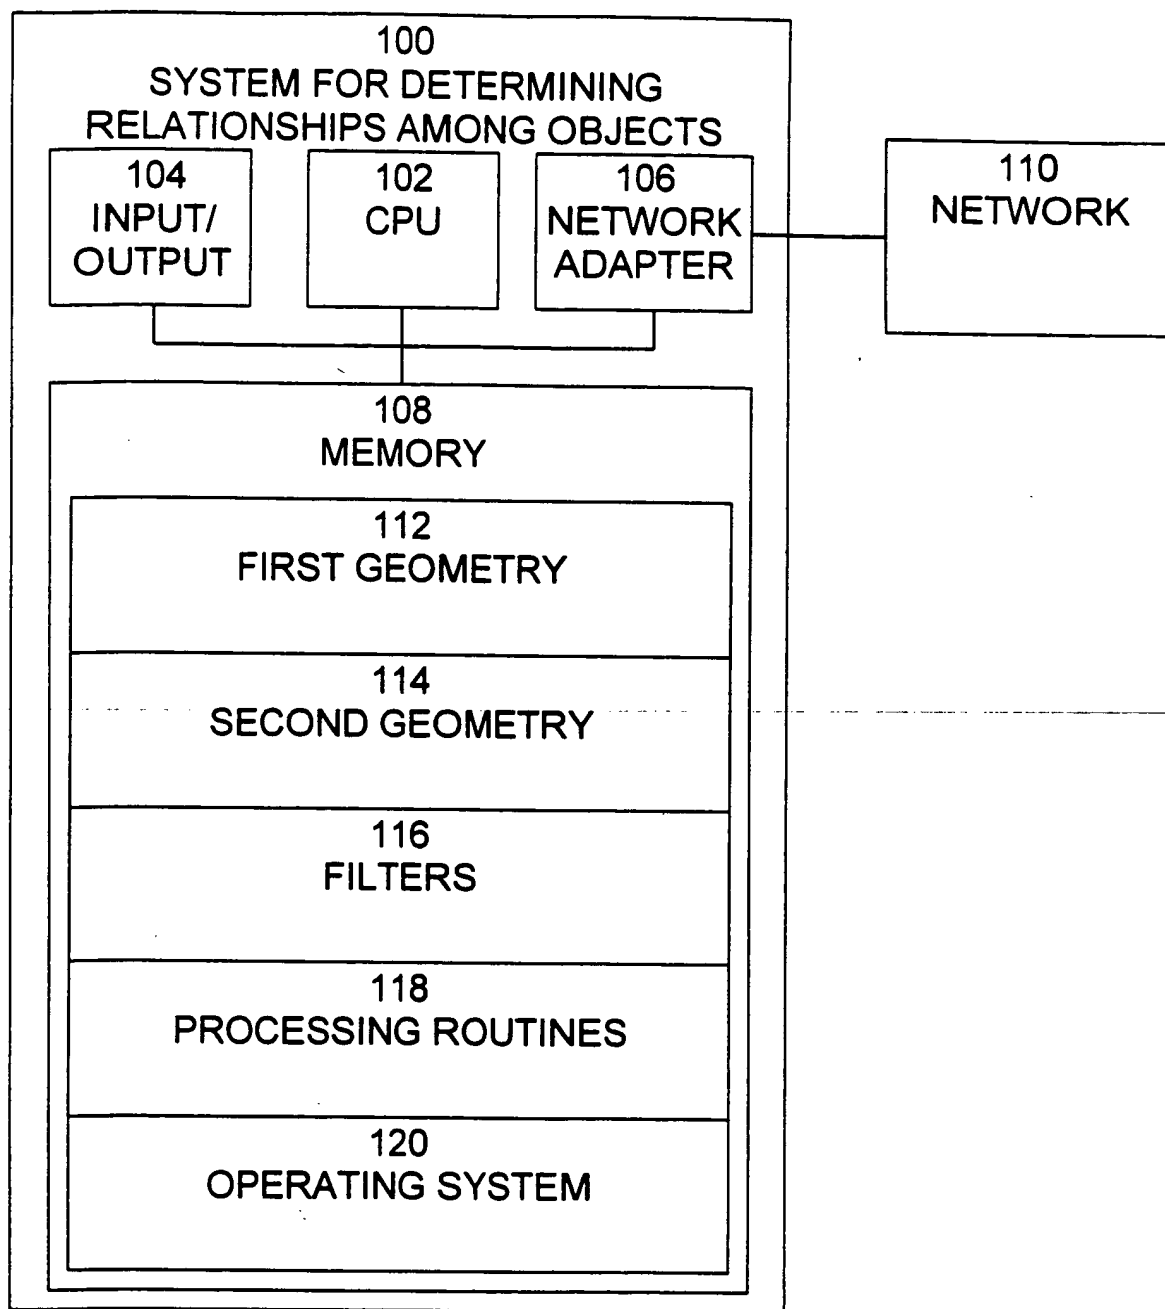 100
SYSTEM FOR DETERMINING
RELATIONSHIPS AMONG OBJECTS
104
INPUT/
OUTPUT
102
CPU
106
NETWORK
ADAPTER
110
NETWORK
108
MEMORY
112
FIRST GEOMETRY
114
SECOND GEOMETRY
116
FILTERS
118
PROCESSING ROUTINES
120
OPERATING SYSTEM